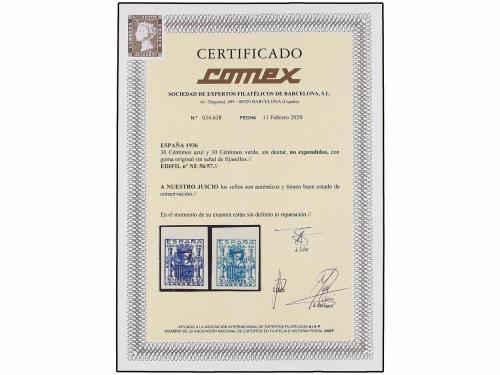 CERTIFICADO
comex
SOCIEDAD DE EXPERTOS FILATÉLICOS DE BARCELONA, S.L.
Av. Diagonal, 489 - 08029 BARCELONA (España)
N.º 034.638 FECHA 11 Febrero 2020
ESPAÑA 1936
30 Céntimos azul y 30 Céntimos verde, sin dentar, no expendidos, con
goma original sin señal de fijasellos.//
EDIFIL nº NE 56/57.//
A NUESTRO JUICIO los sellos son auténticos y tienen buen estado de
conservación.//
En el momento de su examen están sin defecto ni reparación.//
ESPAÑA ESPAÑA
CORREOS CORREOS
AFILIADO A LA ASOCIACIÓN INTERNACIONAL DE EXPERTOS FILATÉLICOS A I E P
MIEMBRO DE LA ASOCIACIÓN NACIONAL DE EXPERTOS EN FILATELIA E HISTORIA POSTAL ANEF